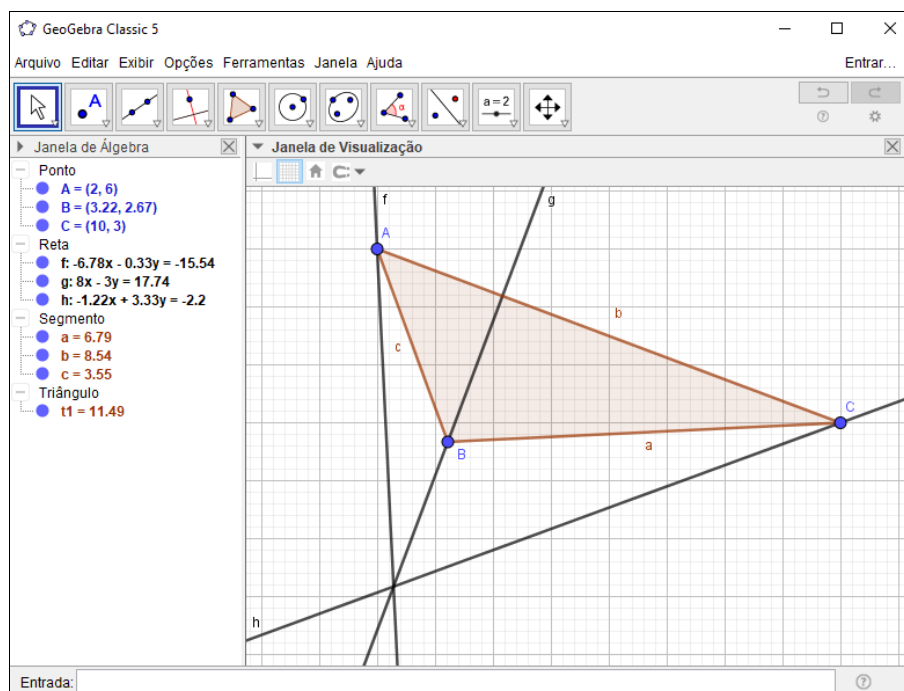 GeoGebra Classic 5
Arquivo Editar Exibir Opções Ferramentas Janela Ajuda Entrar...
A α a = 2
Janela de Álgebra
Ponto
A = (2, 6)
B = (3.22, 2.67)
C = (10, 3)
Reta
f: -6.78x - 0.33y = -15.54
g: 8x - 3y = 17.74
h: -1.22x + 3.33y = -2.2
Segmento
a = 6.79
b = 8.54
c = 3.55
Triângulo
t1 = 11.49
Janela de Visualização
f
g
A
b
c
C
B
a
h
Entrada: